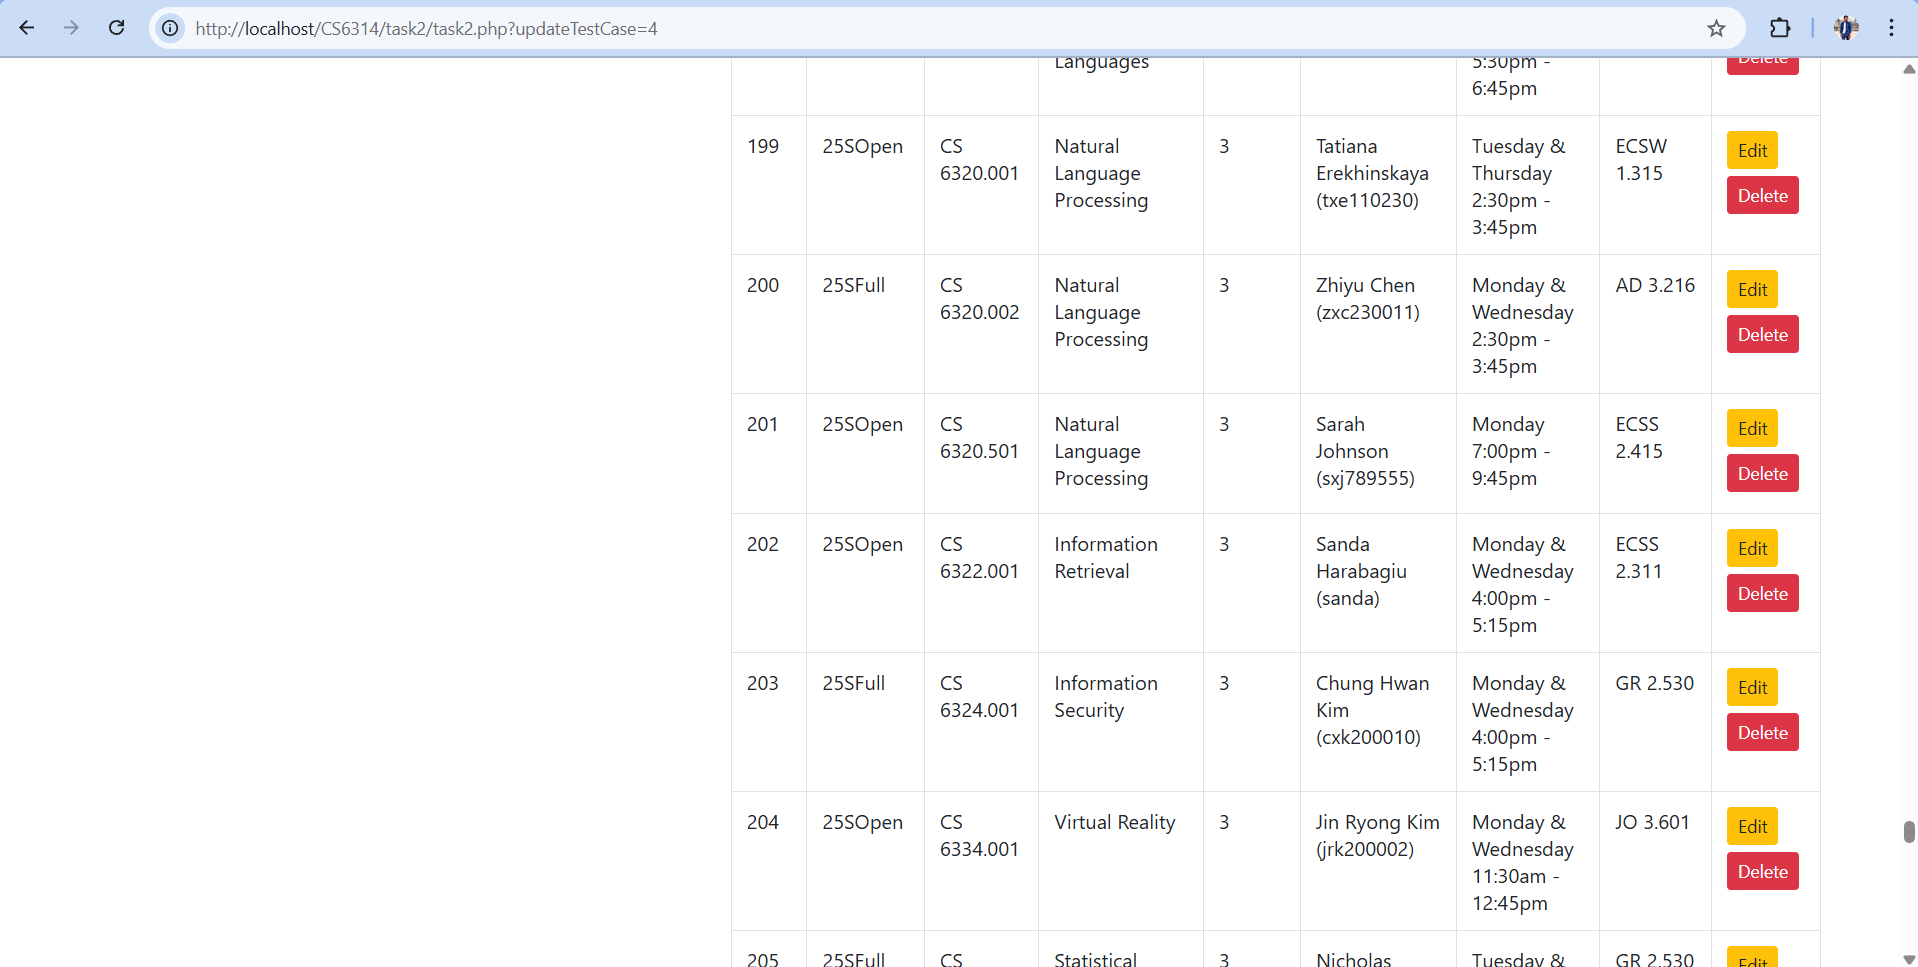 http://localhost/CS6314/task2/task2.php?updateTestCase=4
Languages
5:30pm -
6:45pm
Delete
199
25SOpen
CS
6320.001
Natural
Language
Processing
3
Tatiana
Erekhinskaya
(txe110230)
Tuesday &
Thursday
2:30pm -
3:45pm
ECSW
1.315
Edit
Delete
200
25SFull
CS
6320.002
Natural
Language
Processing
3
Zhiyu Chen
(zxc230011)
Monday &
Wednesday
2:30pm -
3:45pm
AD 3.216
Edit
Delete
201
25SOpen
CS
6320.501
Natural
Language
Processing
3
Sarah
Johnson
(sxj789555)
Monday
7:00pm -
9:45pm
ECSS
2.415
Edit
Delete
202
25SOpen
CS
6322.001
Information
Retrieval
3
Sanda
Harabagiu
(sanda)
Monday &
Wednesday
4:00pm -
5:15pm
ECSS
2.311
Edit
Delete
203
25SFull
CS
6324.001
Information
Security
3
Chung Hwan
Kim
(cxk200010)
Monday &
Wednesday
4:00pm -
5:15pm
GR 2.530
Edit
Delete
204
25SOpen
CS
6334.001
Virtual Reality
3
Jin Ryong Kim
(jrk200002)
Monday &
Wednesday
11:30am -
12:45pm
JO 3.601
Edit
Delete
205
25SFull
CS
Statistical
3
Nicholas
Tuesday &
GR 2.530
Edit